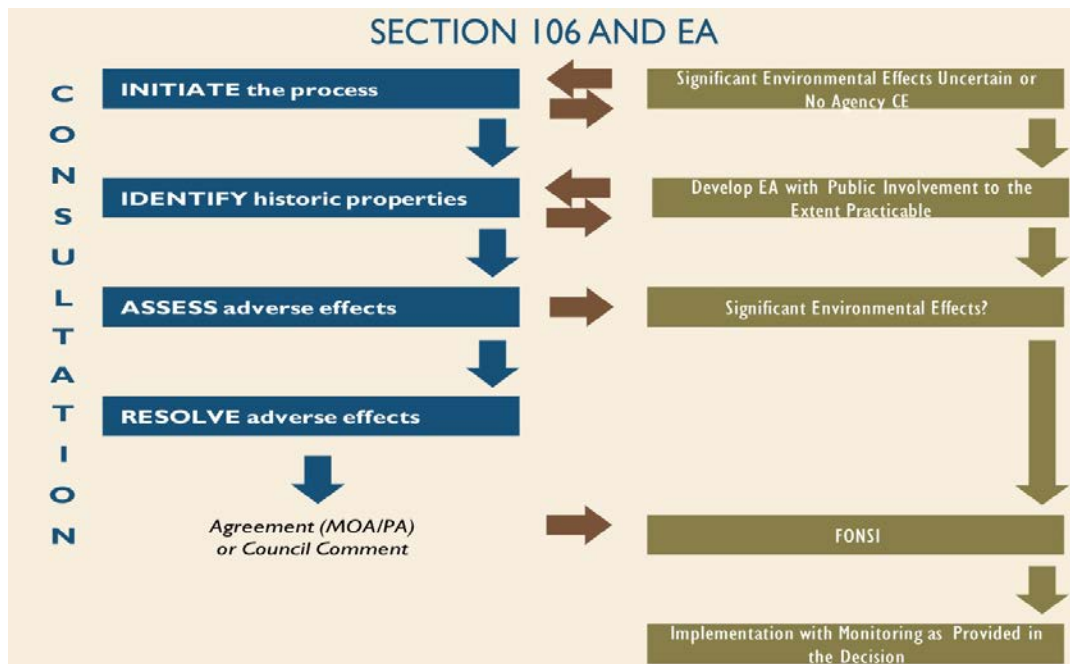 SECTION 106 AND EA
CONSULTATION
INITIATE the process
IDENTIFY historic properties
ASSESS adverse effects
RESOLVE adverse effects
Agreement (MOA/PA)
or Council Comment
Significant Environmental Effects Uncertain or
No Agency CE
Develop EA with Public Involvement to the
Extent Practicable
Significant Environmental Effects?
FONSI
Implementation with Monitoring as Provided in
the Decision